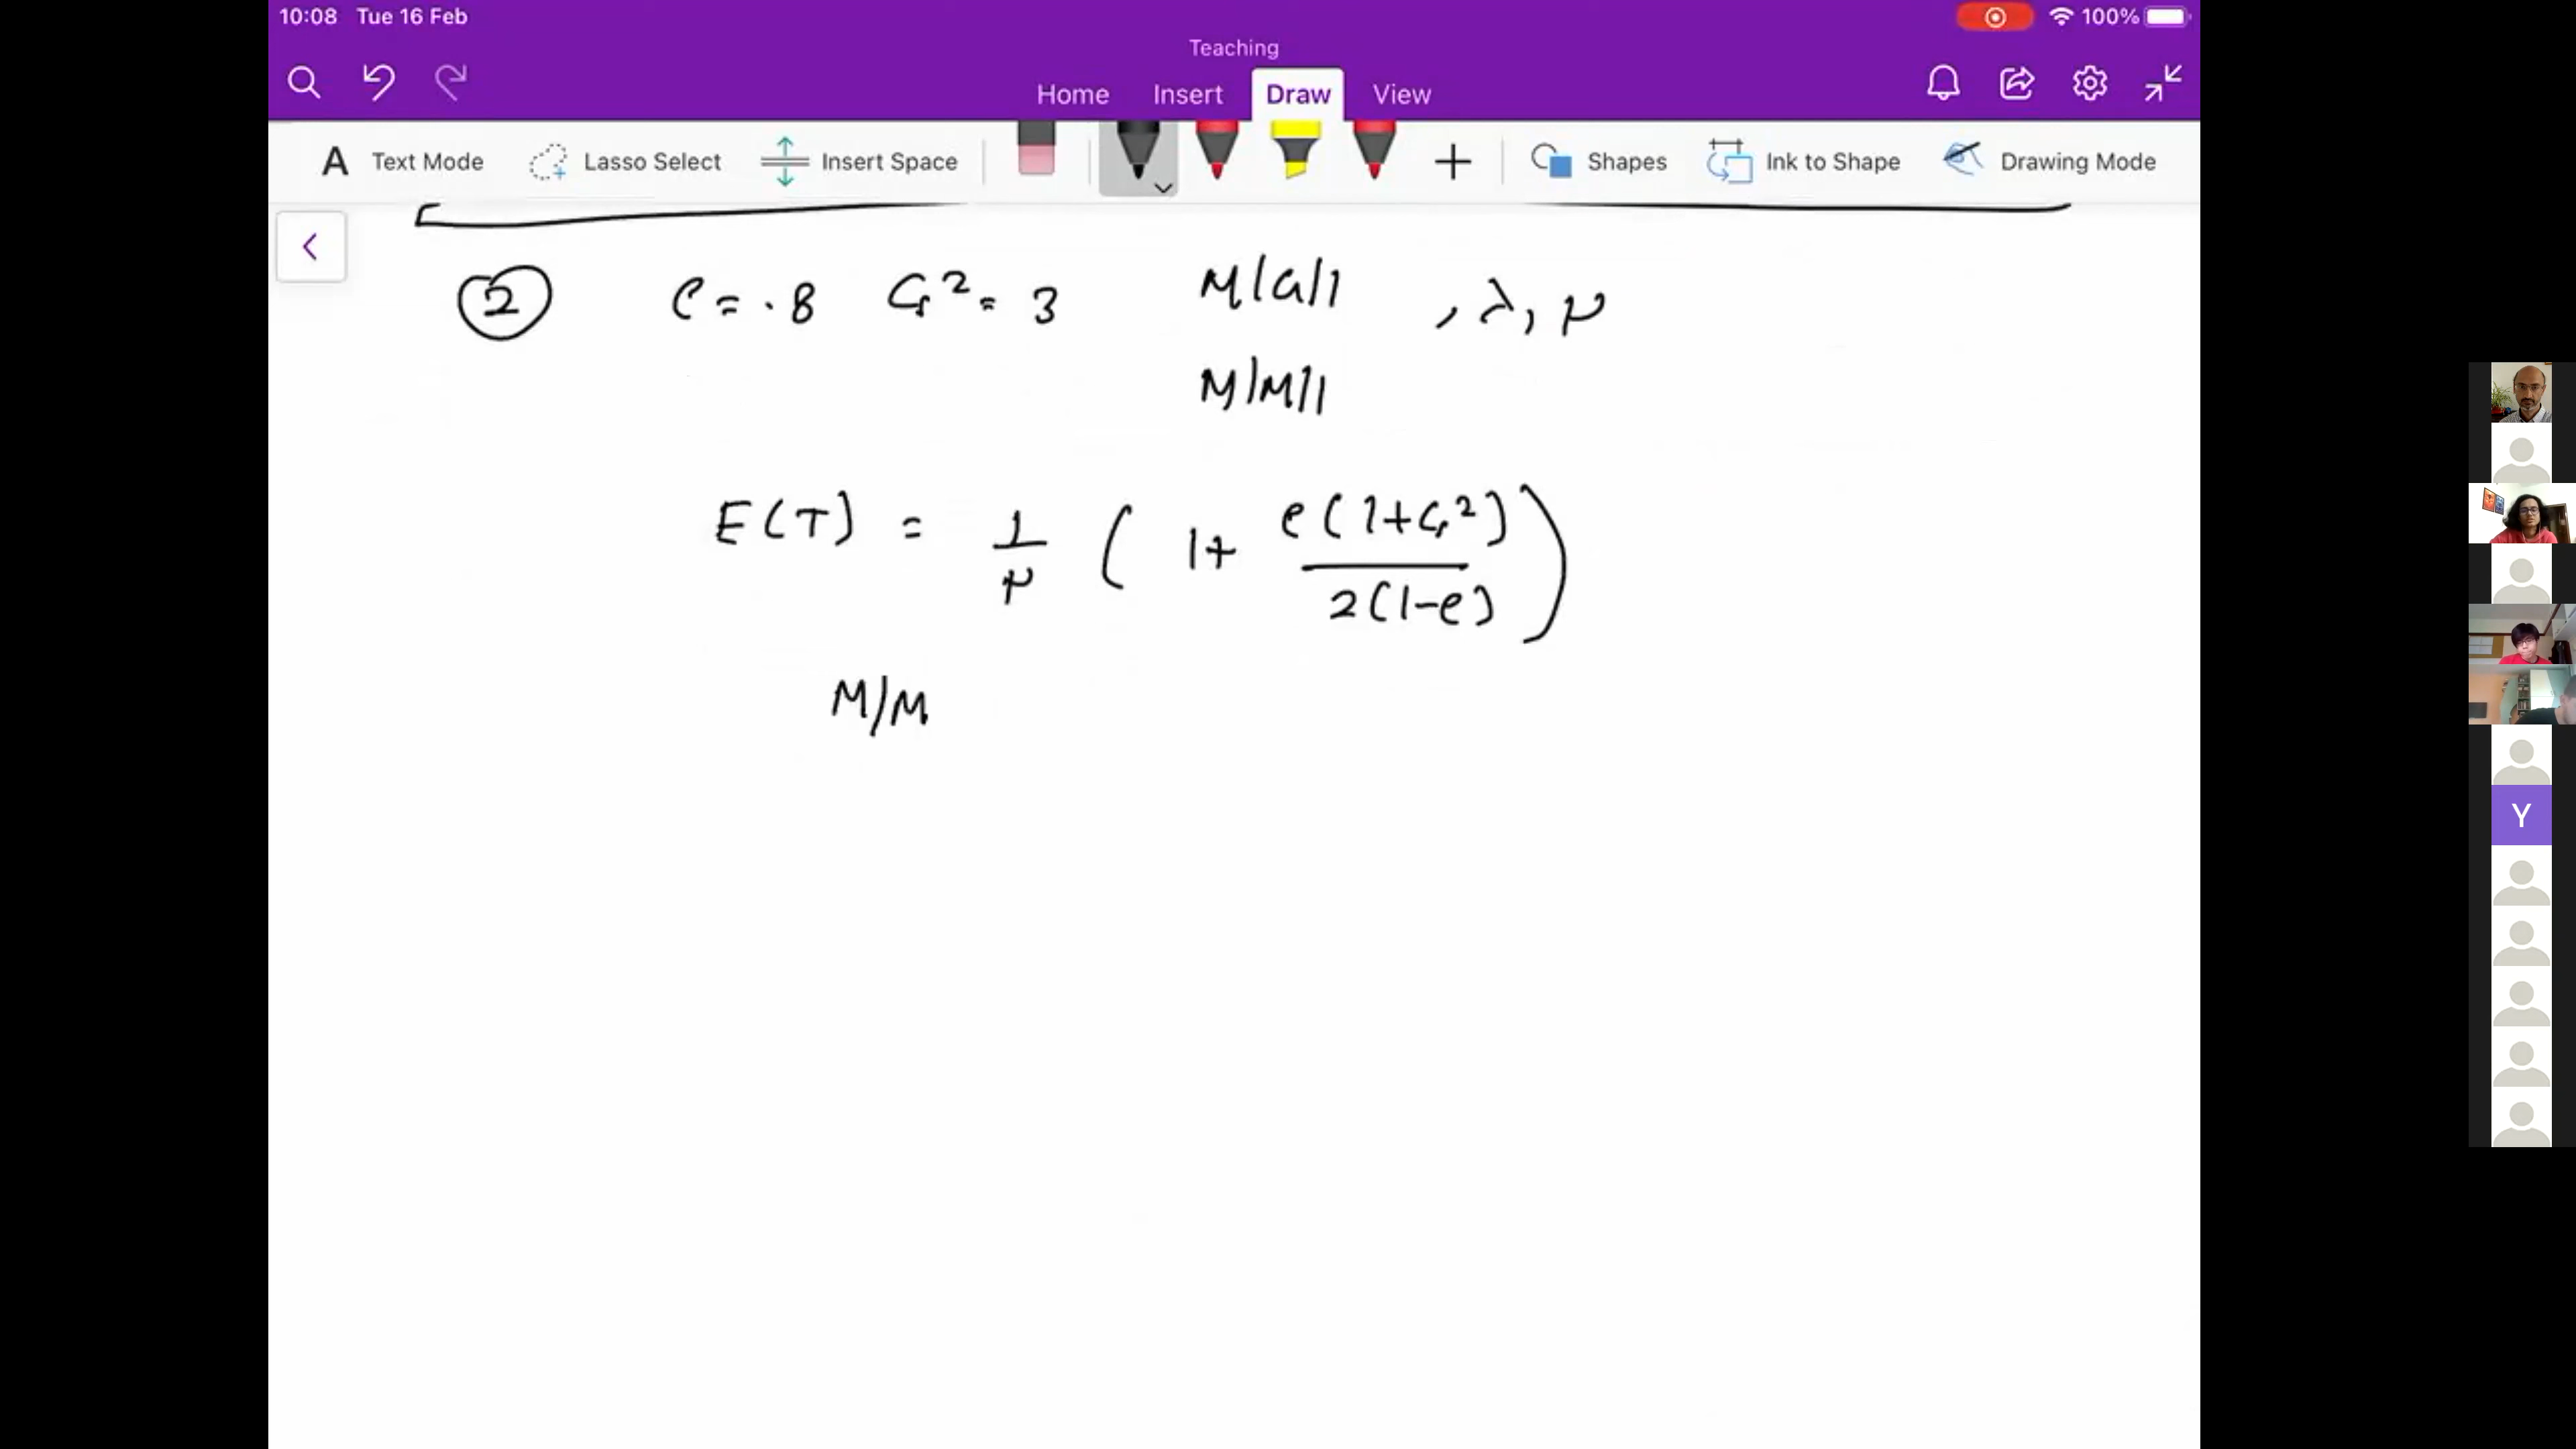 10:08 Tue 16 Feb
100%
Teaching
Home Insert Draw View
A Text Mode Lasso Select Insert Space Shapes Ink to Shape Drawing Mode
② ρ = .8 Cs² = 3 M/G/1 , λ, μ
M/M/1
E(T) = 1/μ ( 1+ ρ(1+Cs²) / 2(1-ρ) )
M/M
Y